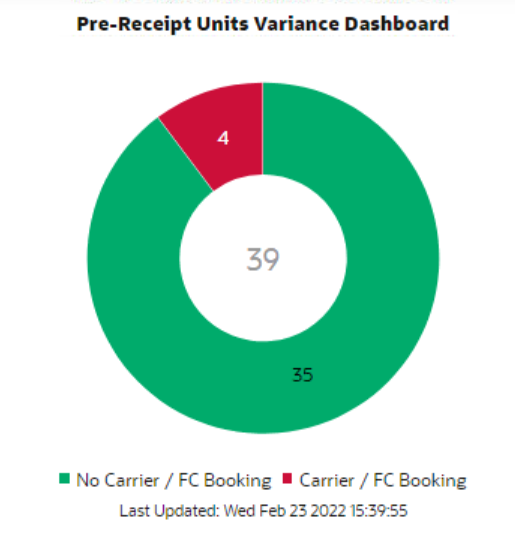 Pre-Receipt Units Variance Dashboard
4
39
35
No Carrier / FC Booking Carrier / FC Booking
Last Updated: Wed Feb 23 2022 15:39:55